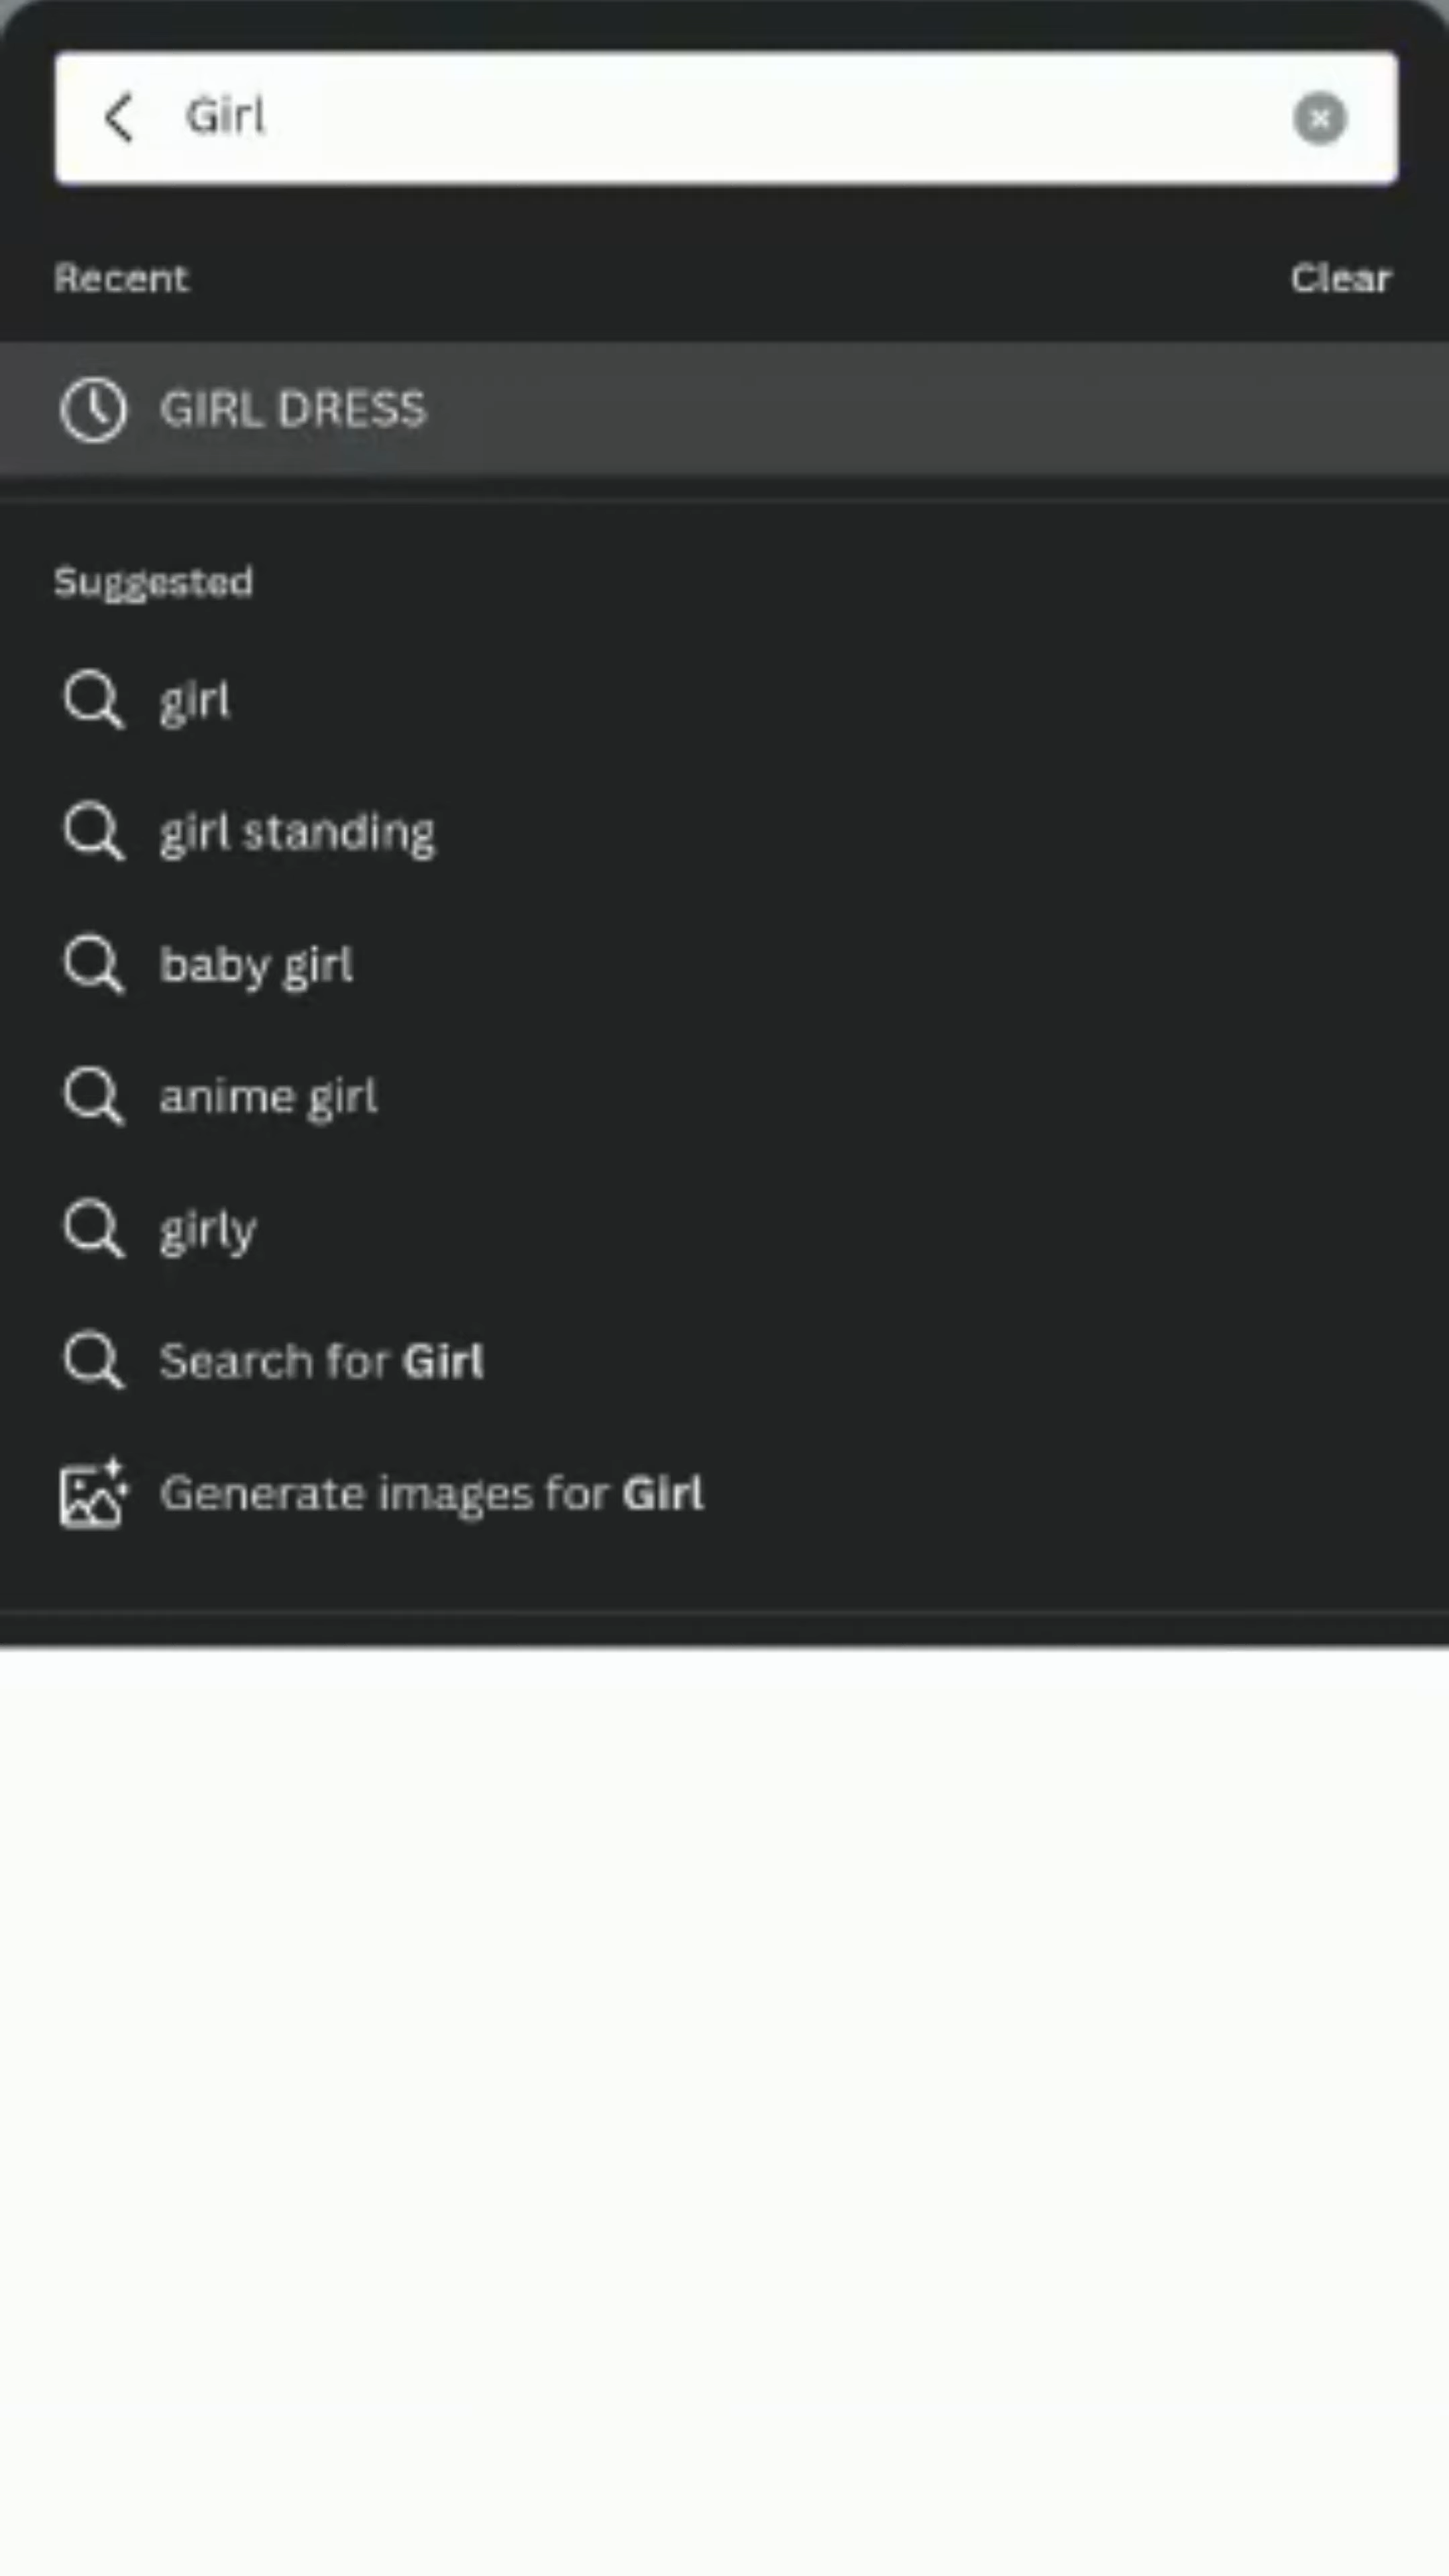 Girl
Recent
Clear
GIRL DRESS
Suggested
girl
girl standing
baby girl
anime girl
girly
Search for Girl
Generate images for Girl